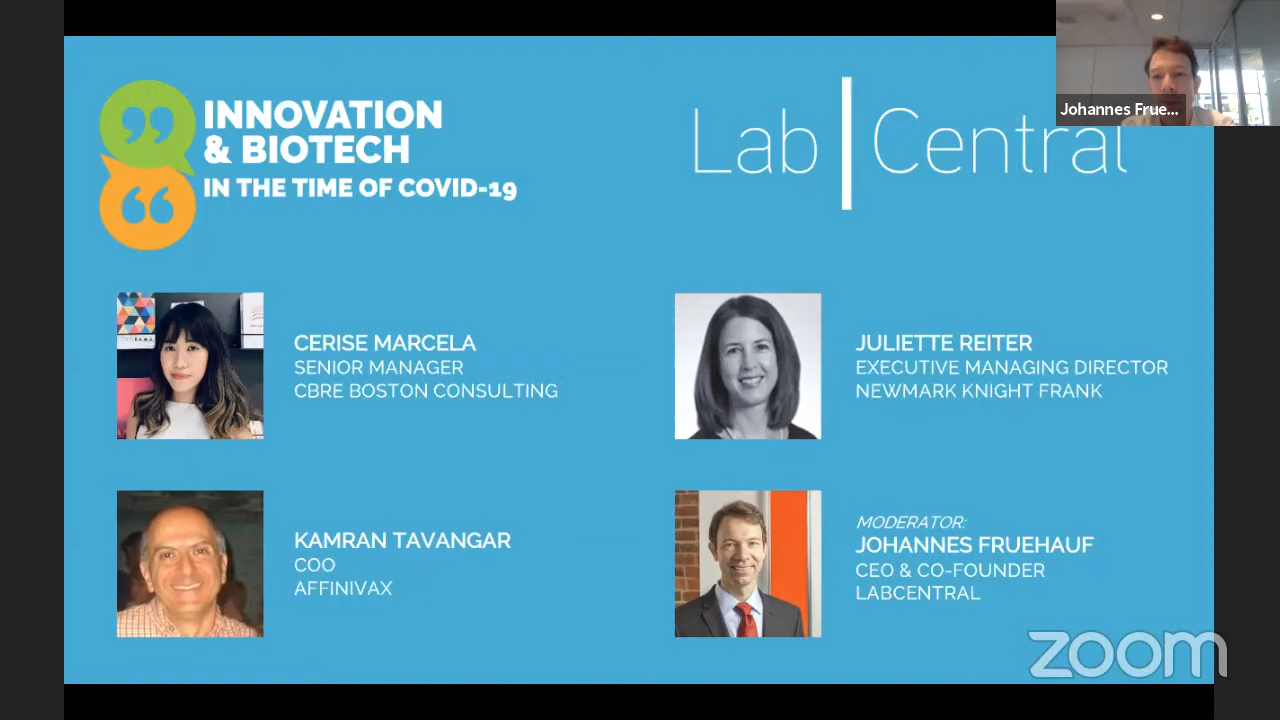 INNOVATION
& BIOTECH
IN THE TIME OF COVID-19
Lab Central
Johannes Frue...
CERISE MARCELA
SENIOR MANAGER
CBRE BOSTON CONSULTING
JULIETTE REITER
EXECUTIVE MANAGING DIRECTOR
NEWMARK KNIGHT FRANK
KAMRAN TAVANGAR
COO
AFFINIVAX
MODERATOR:
JOHANNES FRUEHAUF
CEO & CO-FOUNDER
LABCENTRAL
zoom